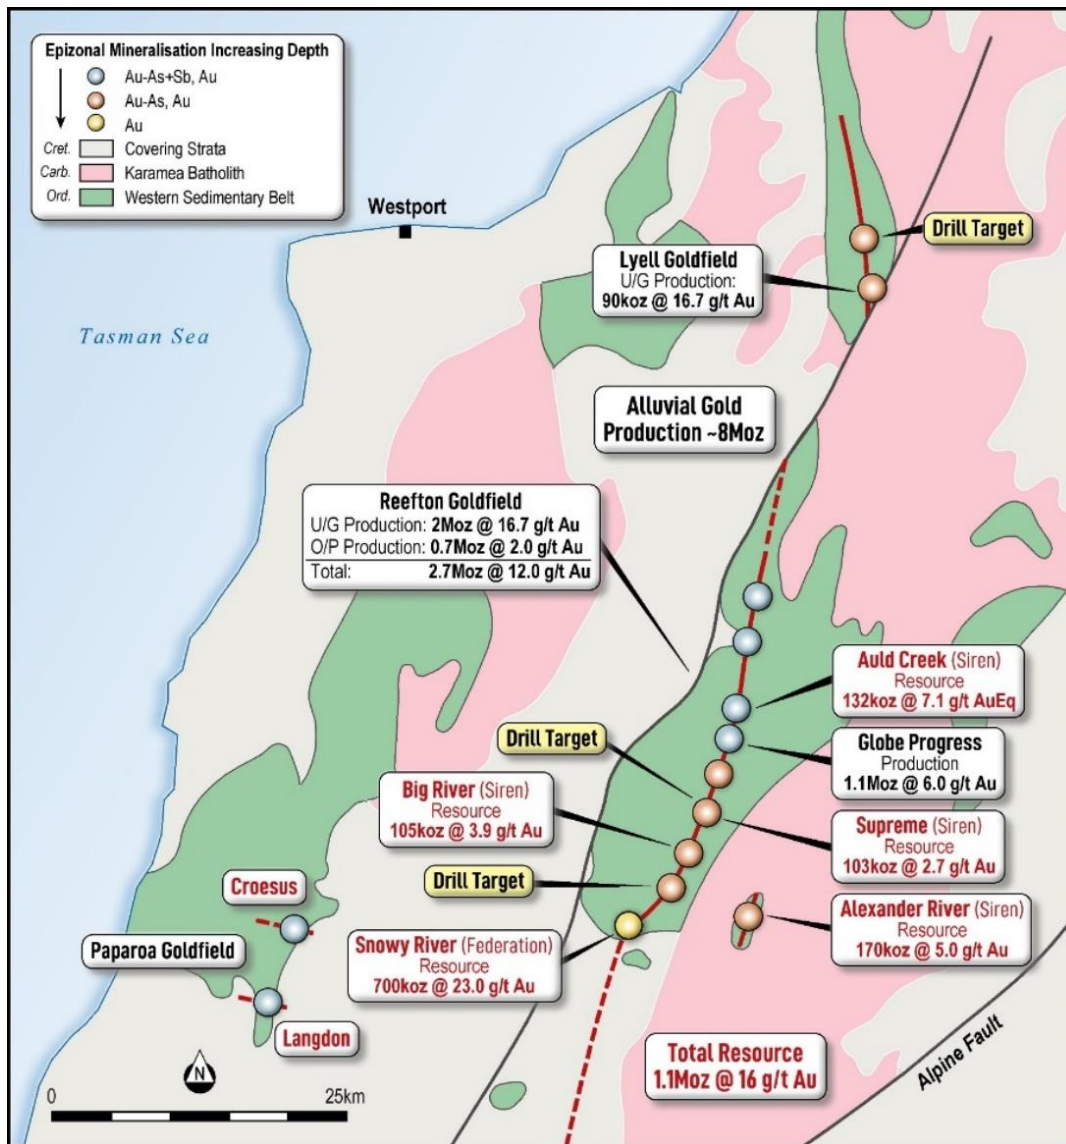 Epizonal Mineralisation Increasing Depth
Au-As+Sb, Au
Au-As, Au
Au
Cret. Covering Strata
Carb. Karamea Batholith
Ord. Western Sedimentary Belt
Westport
Tasman Sea
Drill Target
Lyell Goldfield
U/G Production:
90koz @ 16.7 g/t Au
Alluvial Gold
Production ~8Moz
Reefton Goldfield
U/G Production: 2Moz @ 16.7 g/t Au
O/P Production: 0.7Moz @ 2.0 g/t Au
Total: 2.7Moz @ 12.0 g/t Au
Auld Creek (Siren)
Resource
132koz @ 7.1 g/t AuEq
Globe Progress
Production
1.1Moz @ 6.0 g/t Au
Drill Target
Big River (Siren)
Resource
105koz @ 3.9 g/t Au
Supreme (Siren)
Resource
103koz @ 2.7 g/t Au
Drill Target
Croesus
Alexander River (Siren)
Resource
170koz @ 5.0 g/t Au
Paparoa Goldfield
Snowy River (Federation)
Resource
700koz @ 23.0 g/t Au
Langdon
Total Resource
1.1Moz @ 16 g/t Au
Alpine Fault
N
0 25km